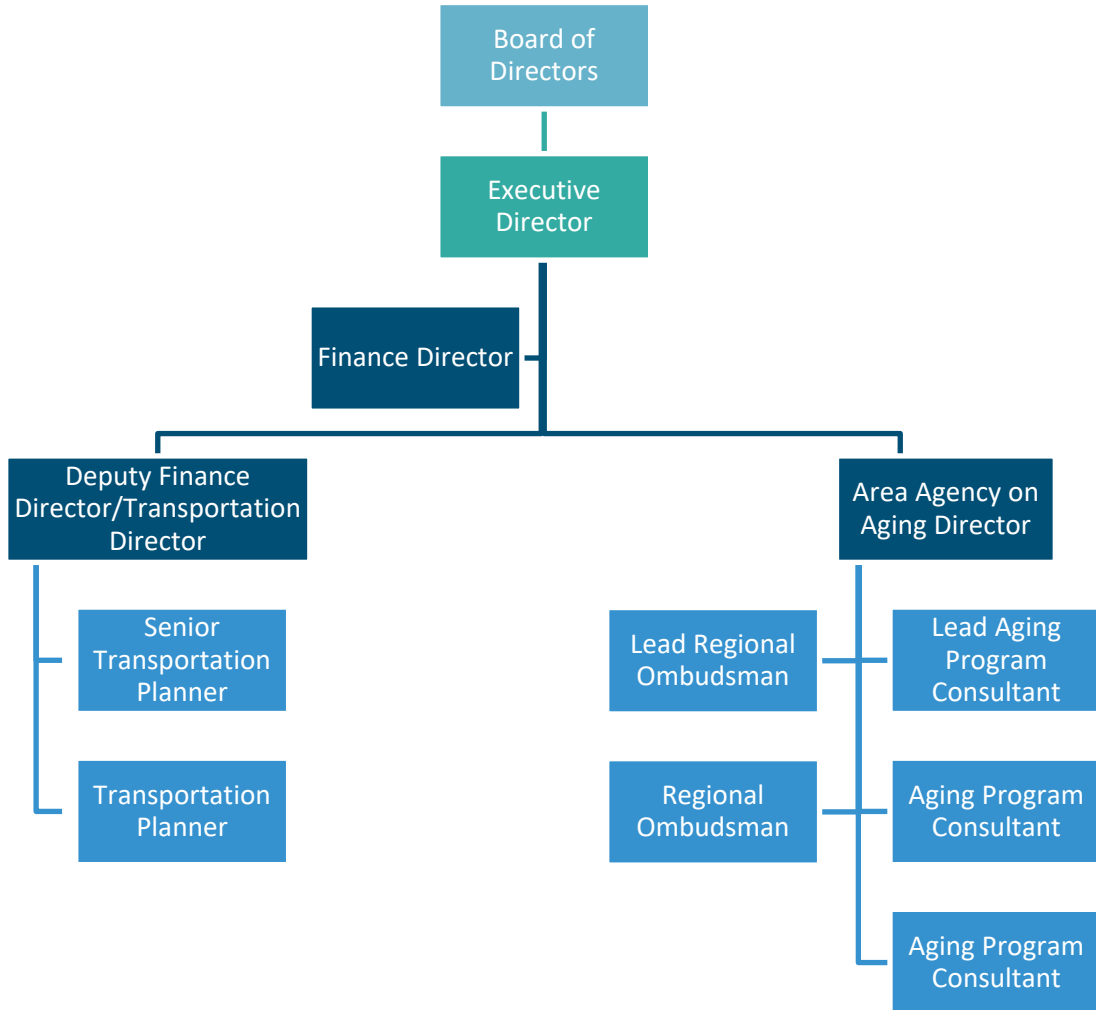 Board of
Directors
Executive
Director
Finance Director
Deputy Finance
Director/Transportation
Director
Area Agency on
Aging Director
Senior
Transportation
Planner
Lead Regional
Ombudsman
Lead Aging
Program
Consultant
Transportation
Planner
Regional
Ombudsman
Aging Program
Consultant
Aging Program
Consultant